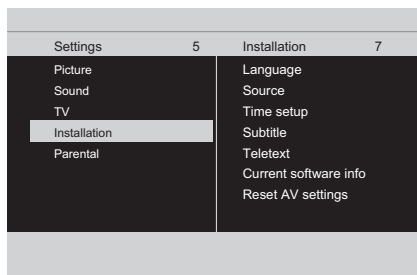 Settings 5
Picture
Sound
TV
Installation
Parental
Installation 7
Language
Source
Time setup
Subtitle
Teletext
Current software info
Reset AV settings